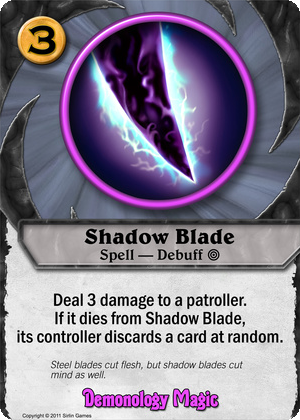 3
Shadow Blade
Spell — Debuff ◎
Deal 3 damage to a patroller.
If it dies from Shadow Blade,
its controller discards a card at random.
Steel blades cut flesh, but shadow blades cut
mind as well.
Demonology Magic
Copyright © 2011 Sirlin Games